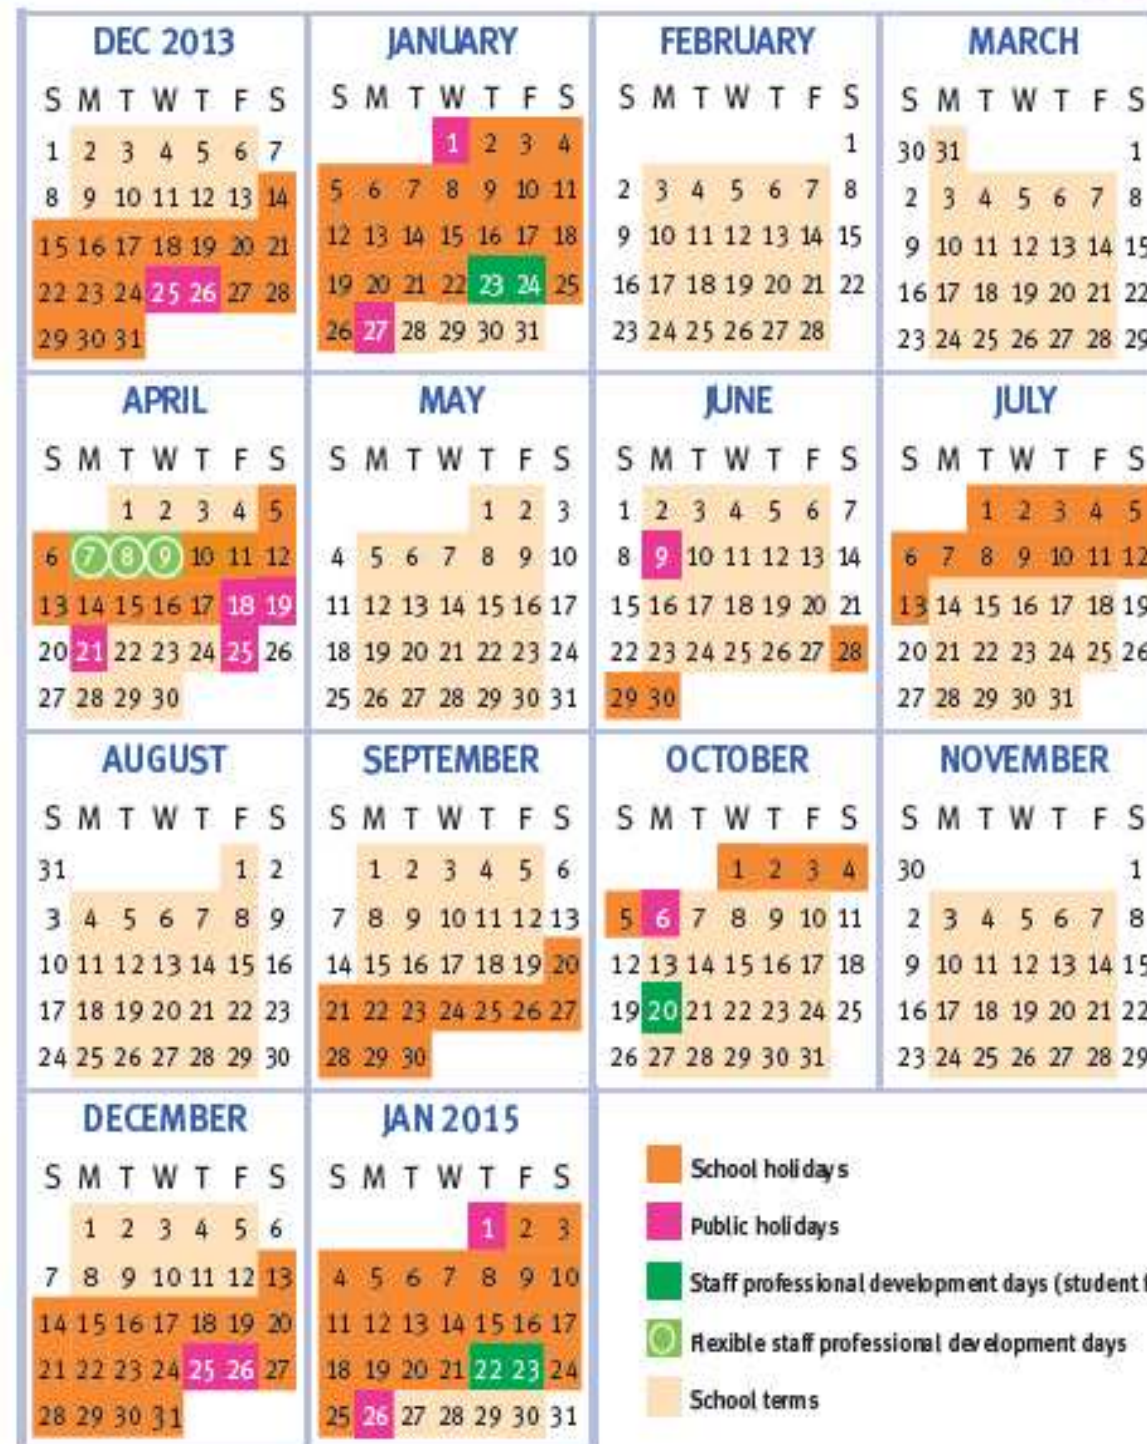 DEC 2013
S M T W T F S
1 2 3 4 5 6 7
8 9 10 11 12 13 14
15 16 17 18 19 20 21
22 23 24 25 26 27 28
29 30 31
JANUARY
S M T W T F S
1 2 3 4
5 6 7 8 9 10 11
12 13 14 15 16 17 18
19 20 21 22 23 24 25
26 27 28 29 30 31
FEBRUARY
S M T W T F S
1
2 3 4 5 6 7 8
9 10 11 12 13 14 15
16 17 18 19 20 21 22
23 24 25 26 27 28
MARCH
S M T W T F S
30 31 1
2 3 4 5 6 7 8
9 10 11 12 13 14 15
16 17 18 19 20 21 22
23 24 25 26 27 28 29
APRIL
S M T W T F S
1 2 3 4 5
6 7 8 9 10 11 12
13 14 15 16 17 18 19
20 21 22 23 24 25 26
27 28 29 30
MAY
S M T W T F S
1 2 3
4 5 6 7 8 9 10
11 12 13 14 15 16 17
18 19 20 21 22 23 24
25 26 27 28 29 30 31
JUNE
S M T W T F S
1 2 3 4 5 6 7
8 9 10 11 12 13 14
15 16 17 18 19 20 21
22 23 24 25 26 27 28
29 30
JULY
S M T W T F S
1 2 3 4 5
6 7 8 9 10 11 12
13 14 15 16 17 18 19
20 21 22 23 24 25 26
27 28 29 30 31
AUGUST
S M T W T F S
31 1 2
3 4 5 6 7 8 9
10 11 12 13 14 15 16
17 18 19 20 21 22 23
24 25 26 27 28 29 30
SEPTEMBER
S M T W T F S
1 2 3 4 5 6
7 8 9 10 11 12 13
14 15 16 17 18 19 20
21 22 23 24 25 26 27
28 29 30
OCTOBER
S M T W T F S
1 2 3 4
5 6 7 8 9 10 11
12 13 14 15 16 17 18
19 20 21 22 23 24 25
26 27 28 29 30 31
NOVEMBER
S M T W T F S
30 1
2 3 4 5 6 7 8
9 10 11 12 13 14 15
16 17 18 19 20 21 22
23 24 25 26 27 28 29
DECEMBER
S M T W T F S
1 2 3 4 5 6
7 8 9 10 11 12 13
14 15 16 17 18 19 20
21 22 23 24 25 26 27
28 29 30 31
JAN 2015
S M T W T F S
1 2 3
4 5 6 7 8 9 10
11 12 13 14 15 16 17
18 19 20 21 22 23 24
25 26 27 28 29 30 31
School holidays
Public holidays
Staff professional development days (student
Flexible staff professional development days
School terms